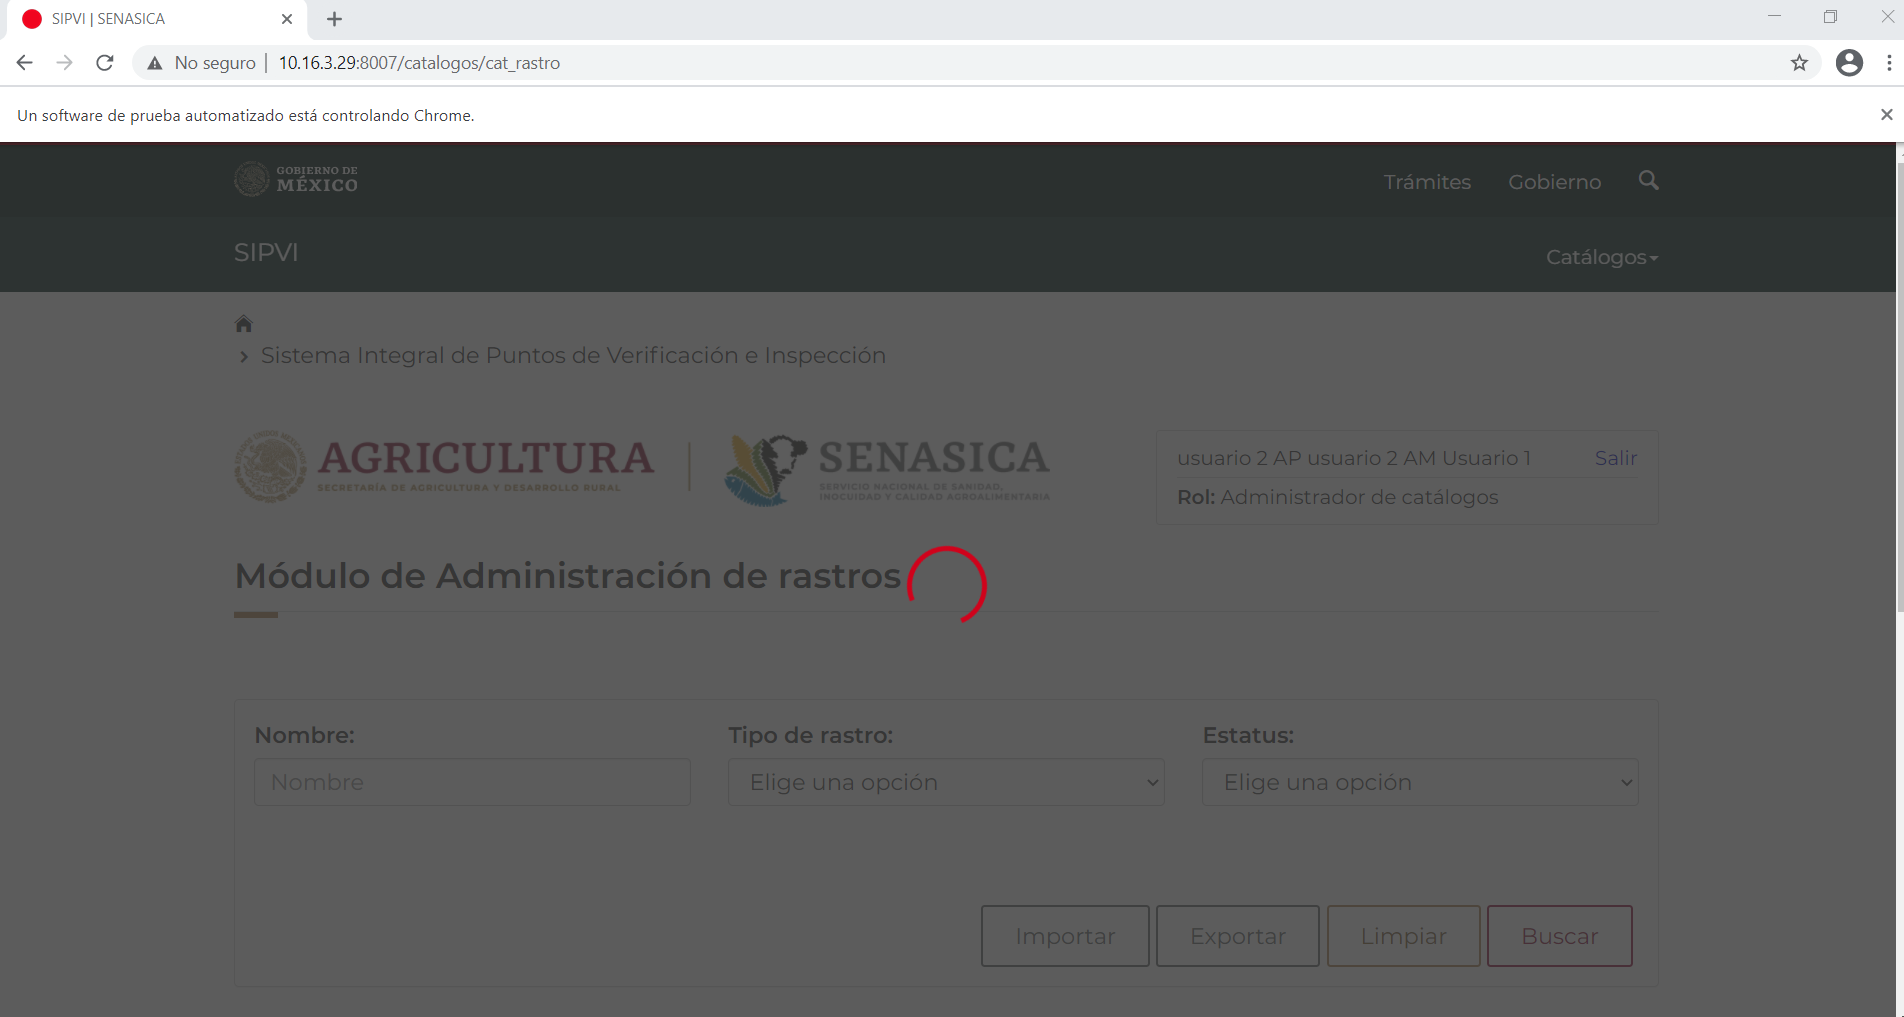 SIPVI | SENASICA
No seguro | 10.16.3.29:8007/catalogos/cat_rastro
Un software de prueba automatizado está controlando Chrome.
GOBIERNO DE
MÉXICO
Trámites Gobierno
SIPVI
Catálogos
Sistema Integral de Puntos de Verificación e Inspección
AGRICULTURA
SECRETARÍA DE AGRICULTURA Y DESARROLLO RURAL
SENASICA
SERVICIO NACIONAL DE SANIDAD,
INOCUIDAD Y CALIDAD AGROALIMENTARIA
usuario 2 AP usuario 2 AM Usuario 1 Salir
Rol: Administrador de catálogos
Módulo de Administración de rastros
Nombre: Tipo de rastro: Estatus:
Nombre Elige una opción Elige una opción
Importar Exportar Limpiar Buscar